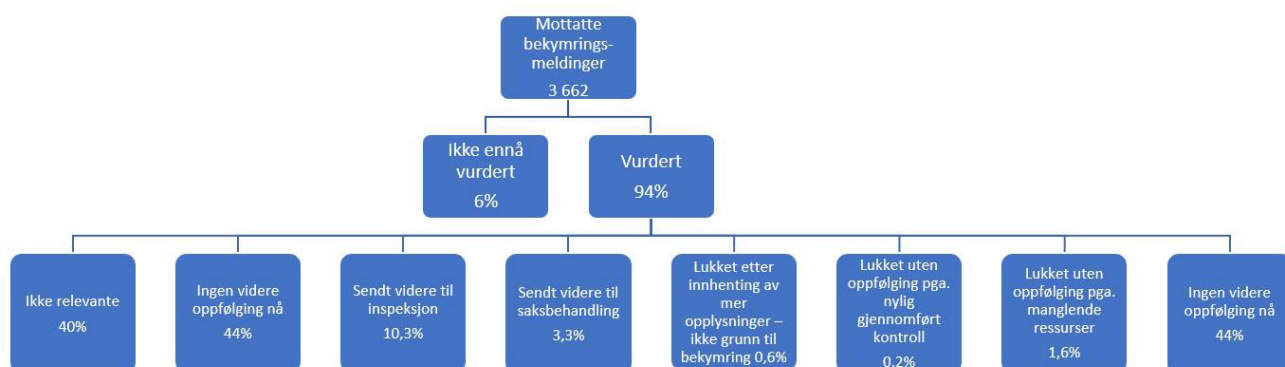 Mottatte
bekymrings-
meldinger
3 662
Ikke ennå
vurdert
6%
Vurdert
94%
Ikke relevante
40%
Ingen videre
oppfølging nå
44%
Sendt videre til
inspeksjon
10,3%
Sendt videre til
saksbehandling
3,3%
Lukket etter
innhenting av
mer
opplysninger –
ikke grunn til
bekymring 0,6%
Lukket uten
oppfølging pga.
nylig
gjennomført
kontroll
0,2%
Lukket uten
oppfølging pga.
manglende
ressurser
1,6%
Ingen videre
oppfølging nå
44%